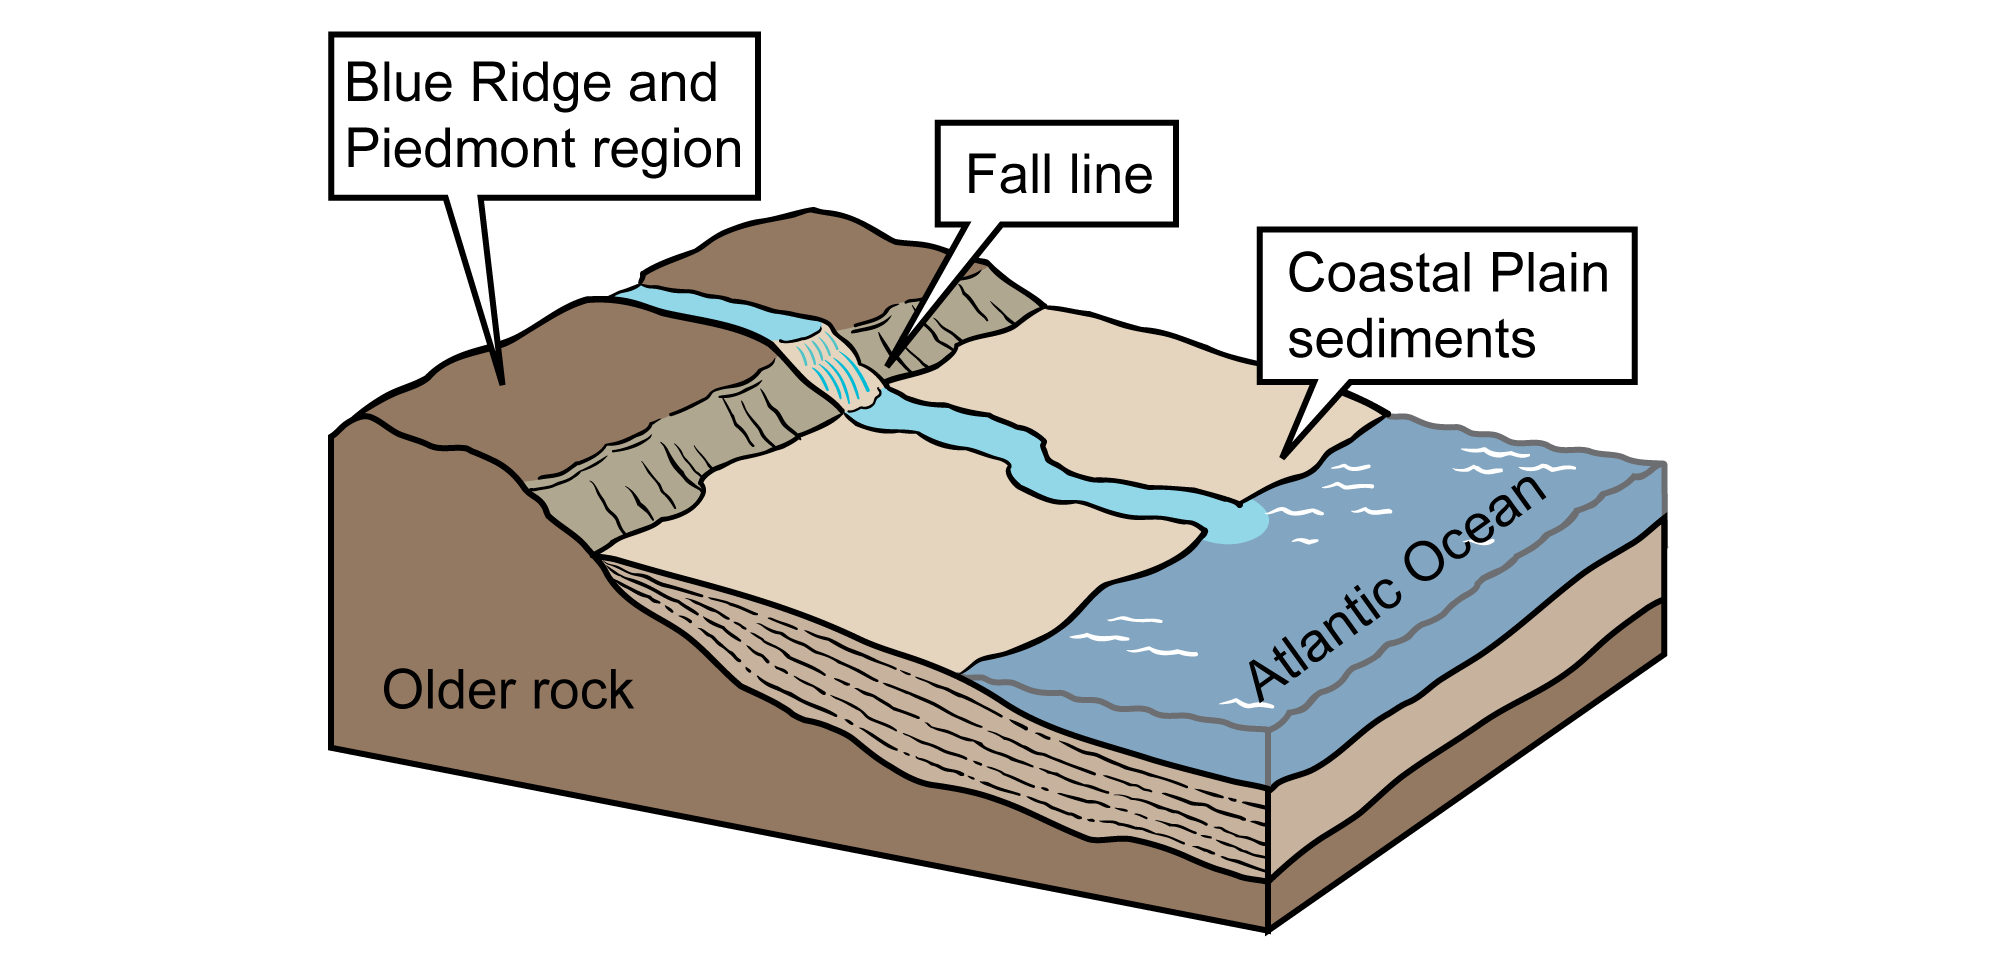 Blue Ridge and
Piedmont region
Fall line
Coastal Plain
sediments
Atlantic Ocean
Older rock